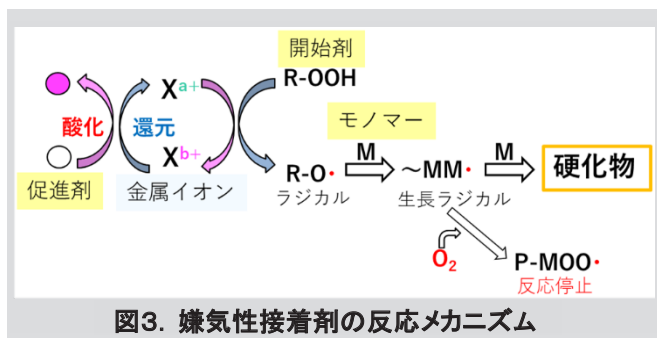 開始剤
R-OOH
Xa+
酸化
還元
モノマー
Xb+
促進剤
金属イオン
R-O・
ラジカル
M
～MM・
生長ラジカル
M
硬化物
O2
P-MOO・
反応停止
図3. 嫌気性接着剤の反応メカニズム